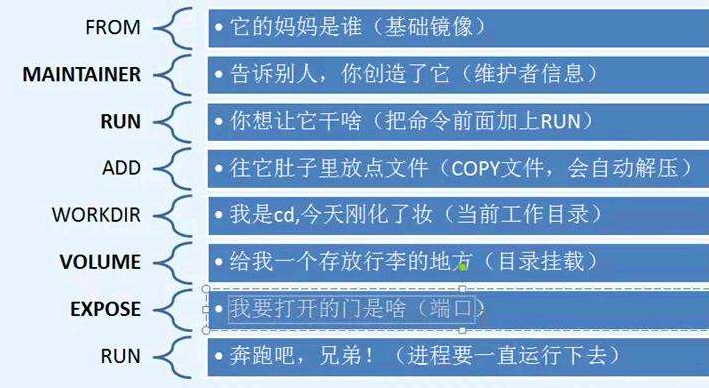 FROM
• 它的妈妈是谁（基础镜像）
MAINTAINER
• 告诉别人，你创造了它（维护者信息）
RUN
• 你想让它干啥（把命令前面加上RUN）
ADD
• 往它肚子里放点文件（COPY文件，会自动解压）
WORKDIR
• 我是cd,今天刚化了妆（当前工作目录）
VOLUME
• 给我一个存放行李的地方（目录挂载）
EXPOSE
• 我要打开的门是啥（端口）
RUN
• 奔跑吧，兄弟！（进程要一直运行下去）